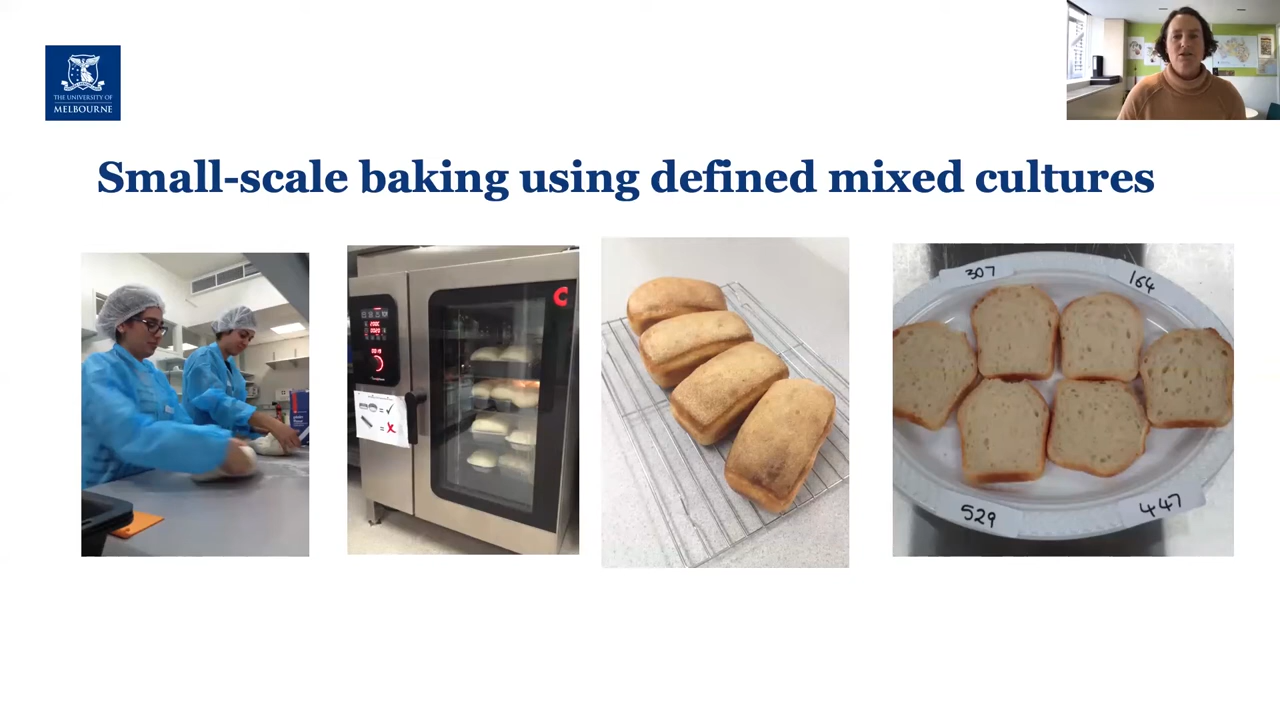 THE UNIVERSITY OF
MELBOURNE
Small-scale baking using defined mixed cultures
C
307
164
529
447